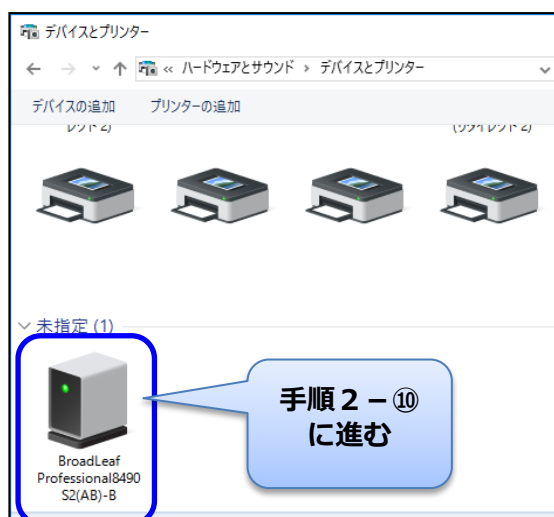 デバイスとプリンター
« ハードウェアとサウンド › デバイスとプリンター
デバイスの追加 プリンターの追加
未指定 (1)
手順２－⑩
に進む
BroadLeaf
Professional8490
S2(AB)-B